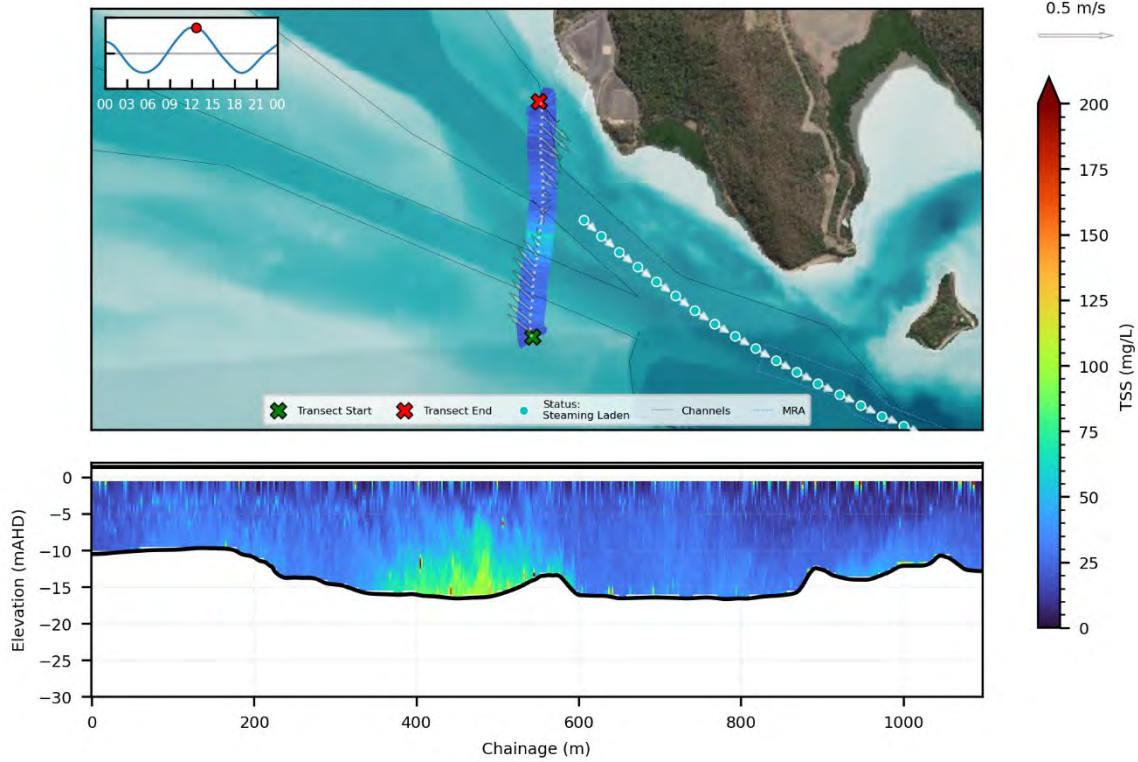 0.5 m/s
00 03 06 09 12 15 18 21 00
Transect Start
Transect End
Status:
Steaming Laden
Channels
MRA
200
175
150
125
100
75
50
25
0
TSS (mg/L)
0
−5
−10
−15
−20
−25
−30
Elevation (mAHD)
0 200 400 600 800 1000
Chainage (m)